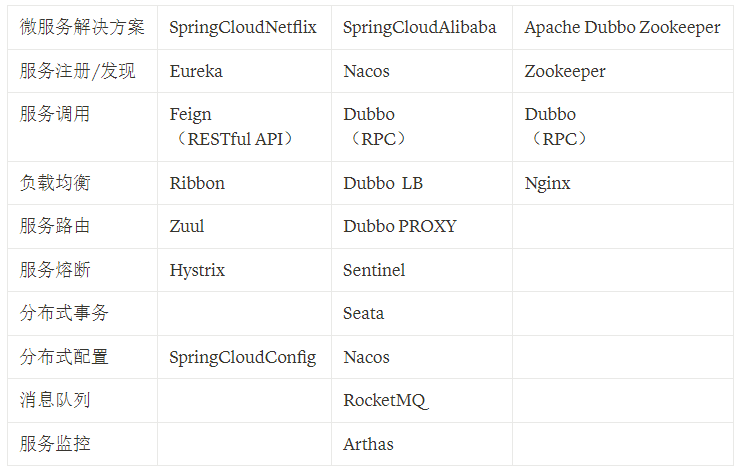 微服务解决方案 SpringCloudNetflix SpringCloudAlibaba Apache Dubbo Zookeeper
服务注册/发现 Eureka Nacos Zookeeper
服务调用 Feign Dubbo Dubbo
（RESTful API） （RPC） （RPC）
负载均衡 Ribbon Dubbo LB Nginx
服务路由 Zuul Dubbo PROXY
服务熔断 Hystrix Sentinel
分布式事务 Seata
分布式配置 SpringCloudConfig Nacos
消息队列 RocketMQ
服务监控 Arthas